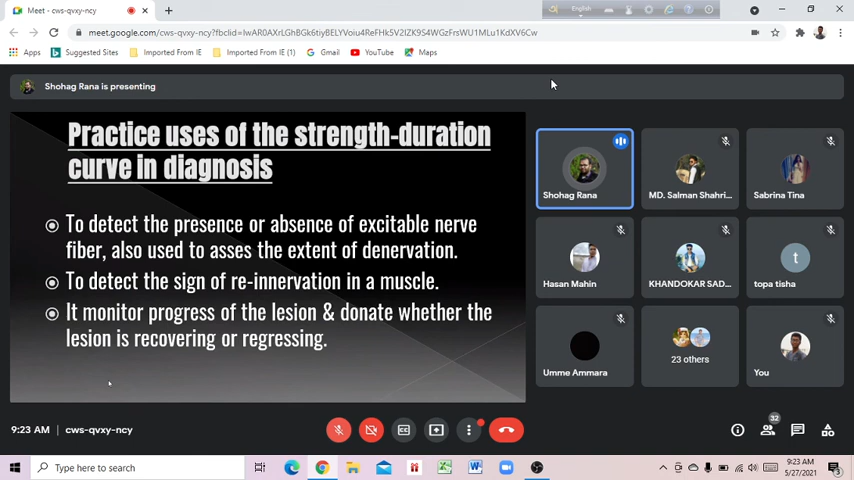 Meet - cws-qvxy-ncy
English
meet.google.com/cws-qvxy-ncy?fbclid=IwAR0AXrLGhBGk6tiyBELYVoiu4ReFHk5V2IZK9S4WGzFrsWU1MLu1KdXV6Cw
Apps
Suggested Sites
Imported From IE
Imported From IE (1)
Gmail
YouTube
Maps
Shohag Rana is presenting
Practice uses of the strength-duration
curve in diagnosis
To detect the presence or absence of excitable nerve
fiber, also used to asses the extent of denervation.
To detect the sign of re-innervation in a muscle.
It monitor progress of the lesion & donate whether the
lesion is recovering or regressing.
Shohag Rana
MD. Salman Shahri...
Sabrina Tina
Hasan Mahin
KHANDOKAR SAD...
t
topa tisha
Umme Ammara
23 others
You
9:23 AM | cws-qvxy-ncy
32
Type here to search
9:23 AM
5/27/2021
3